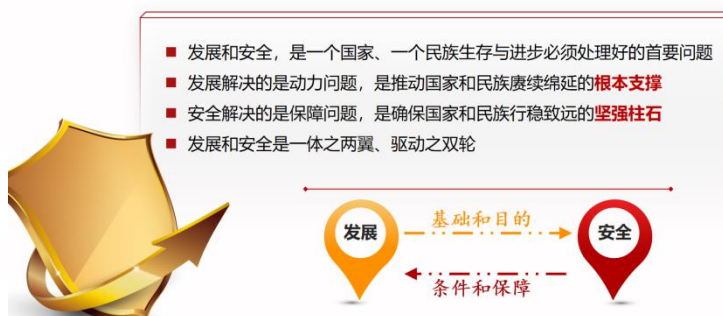 发展和安全，是一个国家、一个民族生存与进步必须处理好的首要问题
发展解决的是动力问题，是推动国家和民族赓续绵延的根本支撑
安全解决的是保障问题，是确保国家和民族行稳致远的坚强柱石
发展和安全是一体之两翼、驱动之双轮
发展
基础和目的
安全
条件和保障